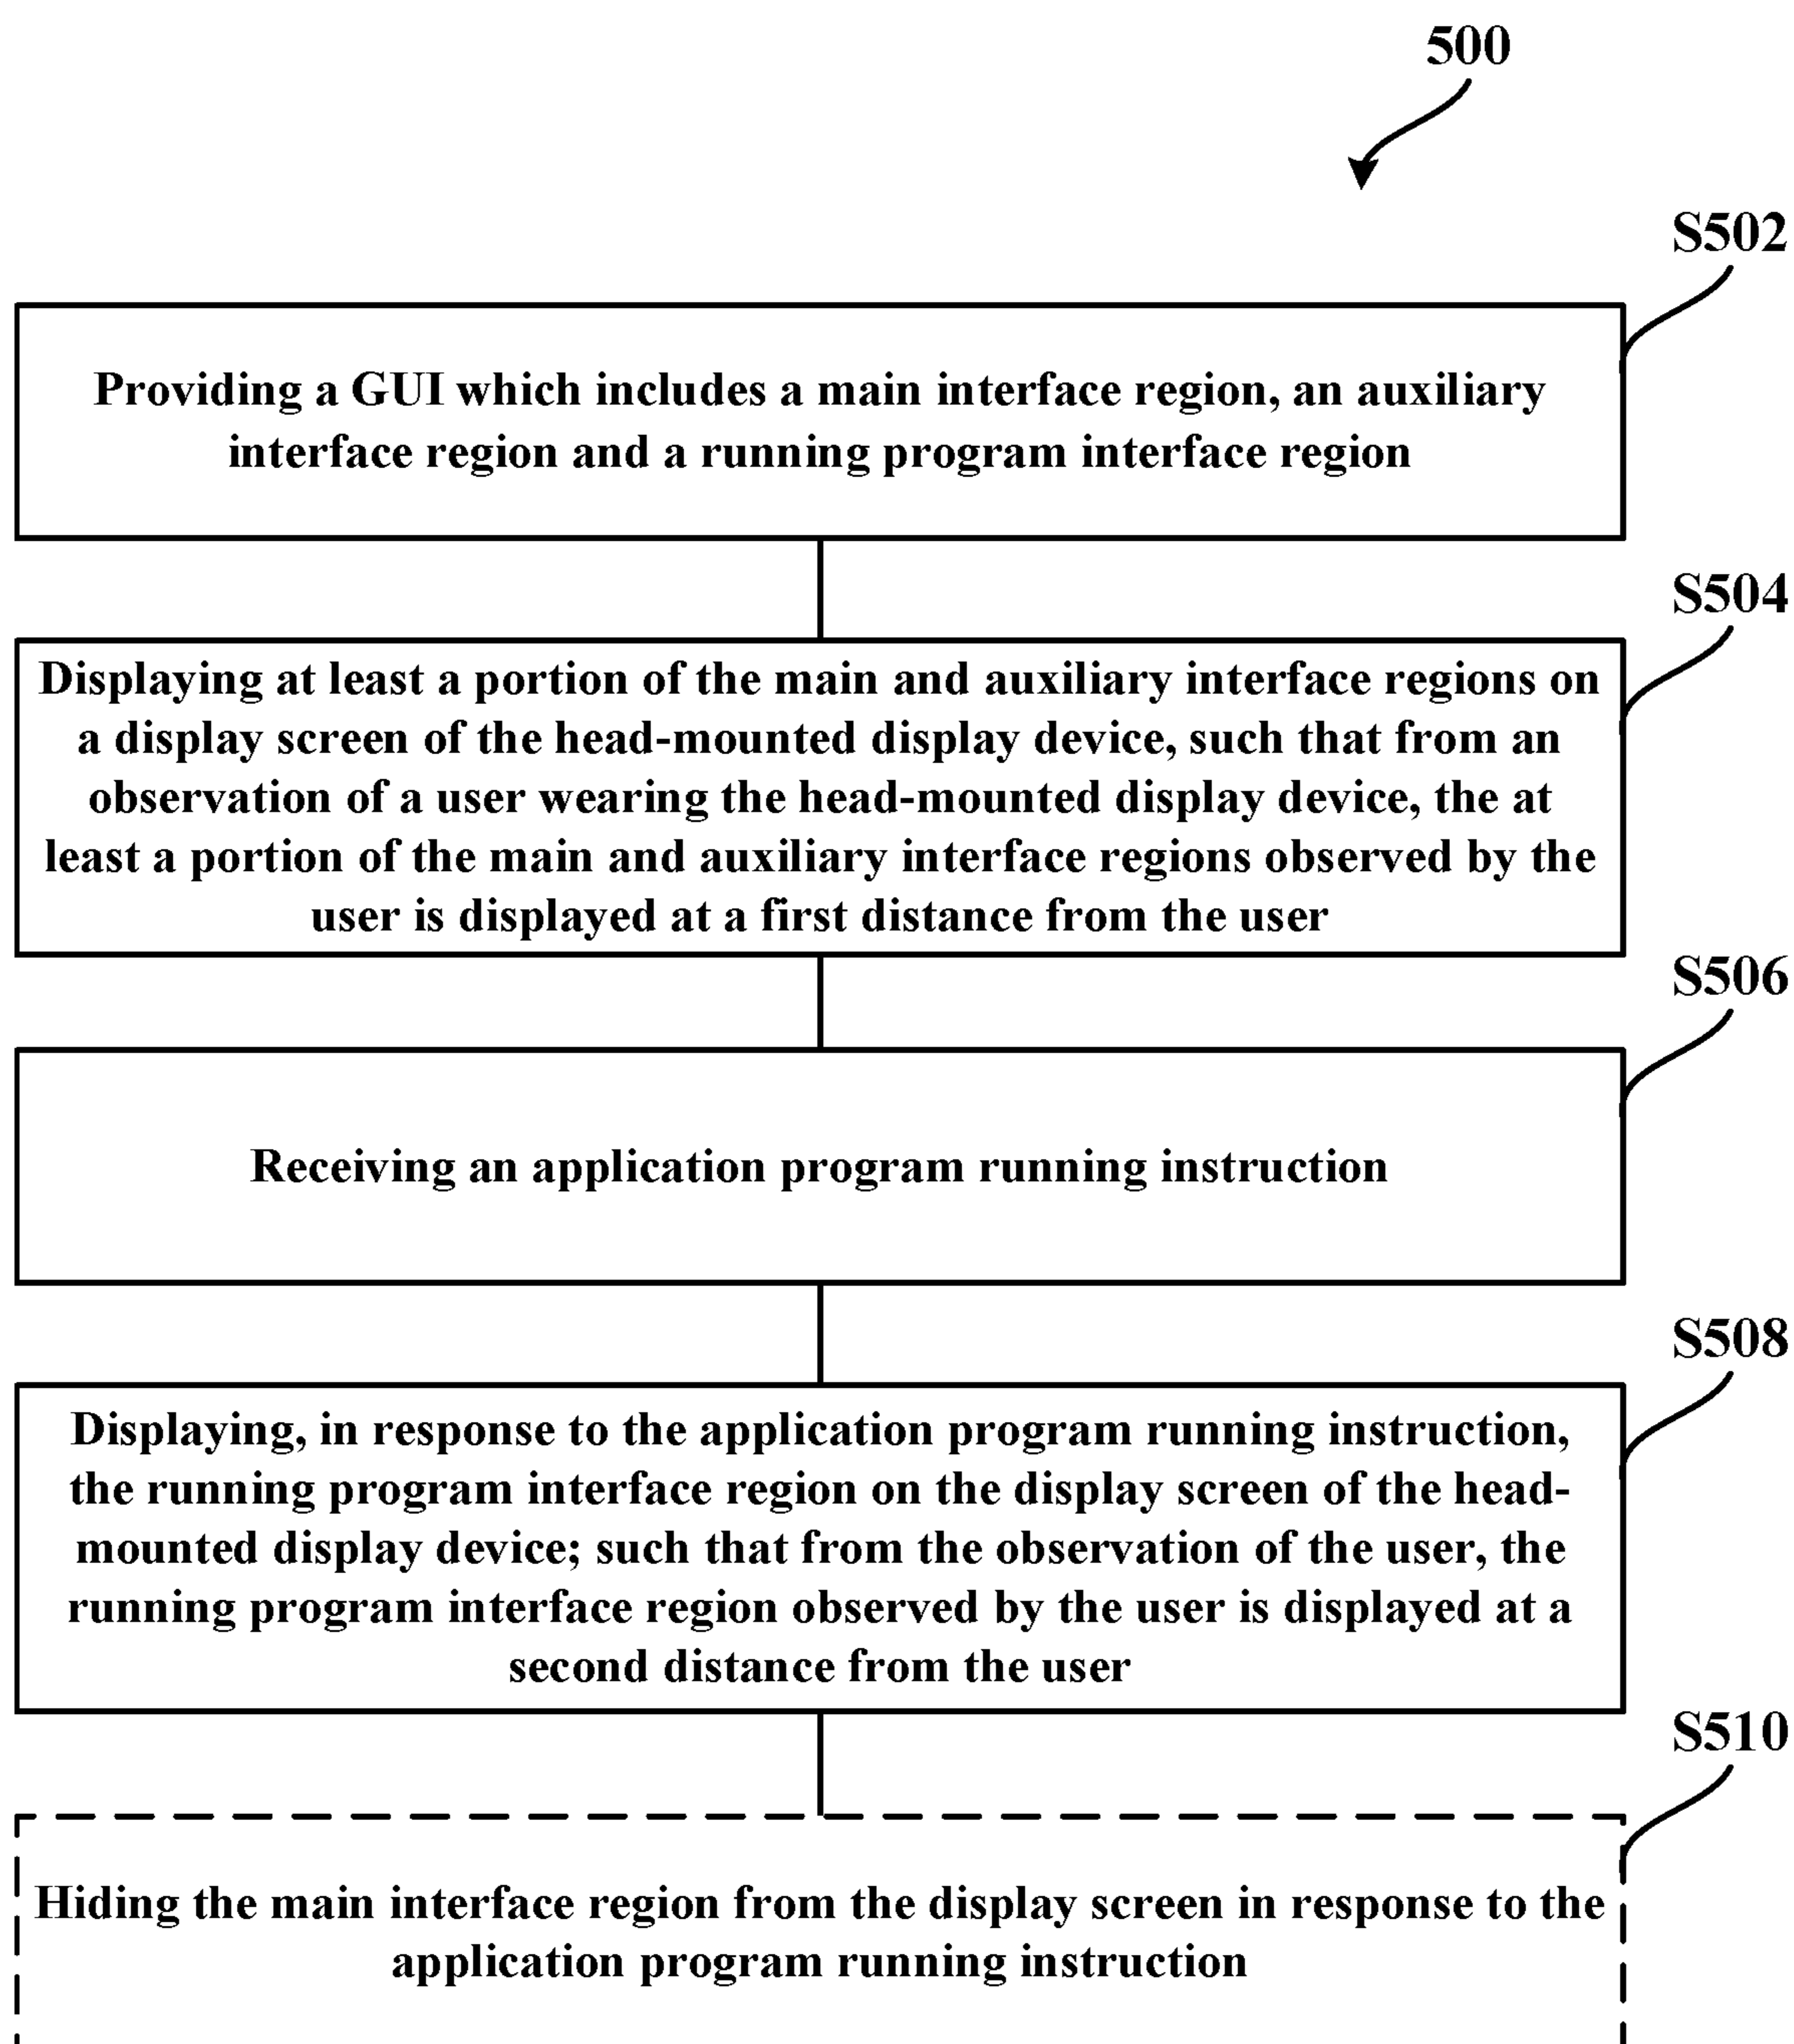 500
S502
Providing a GUI which includes a main interface region, an auxiliary
interface region and a running program interface region
S504
Displaying at least a portion of the main and auxiliary interface regions on
a display screen of the head-mounted display device, such that from an
observation of a user wearing the head-mounted display device, the at
least a portion of the main and auxiliary interface regions observed by the
user is displayed at a first distance from the user
S506
Receiving an application program running instruction
S508
Displaying, in response to the application program running instruction,
the running program interface region on the display screen of the head-
mounted display device; such that from the observation of the user, the
running program interface region observed by the user is displayed at a
second distance from the user
S510
Hiding the main interface region from the display screen in response to the
application program running instruction